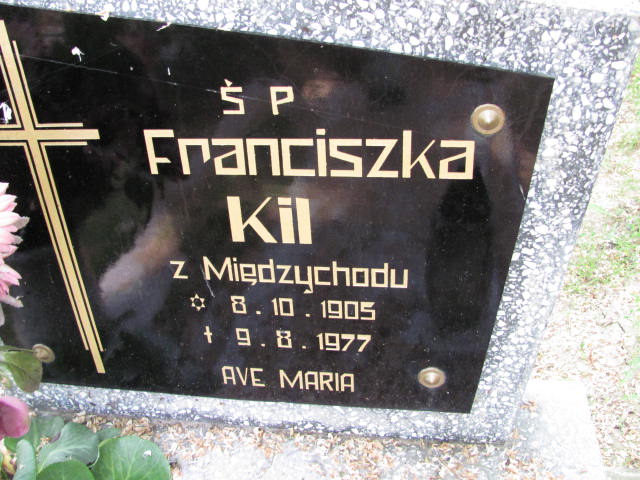 Ś P
Franciszka
Kil
z Międzychodu
✡ 8.10.1905
† 9.8.1977
AVE MARIA